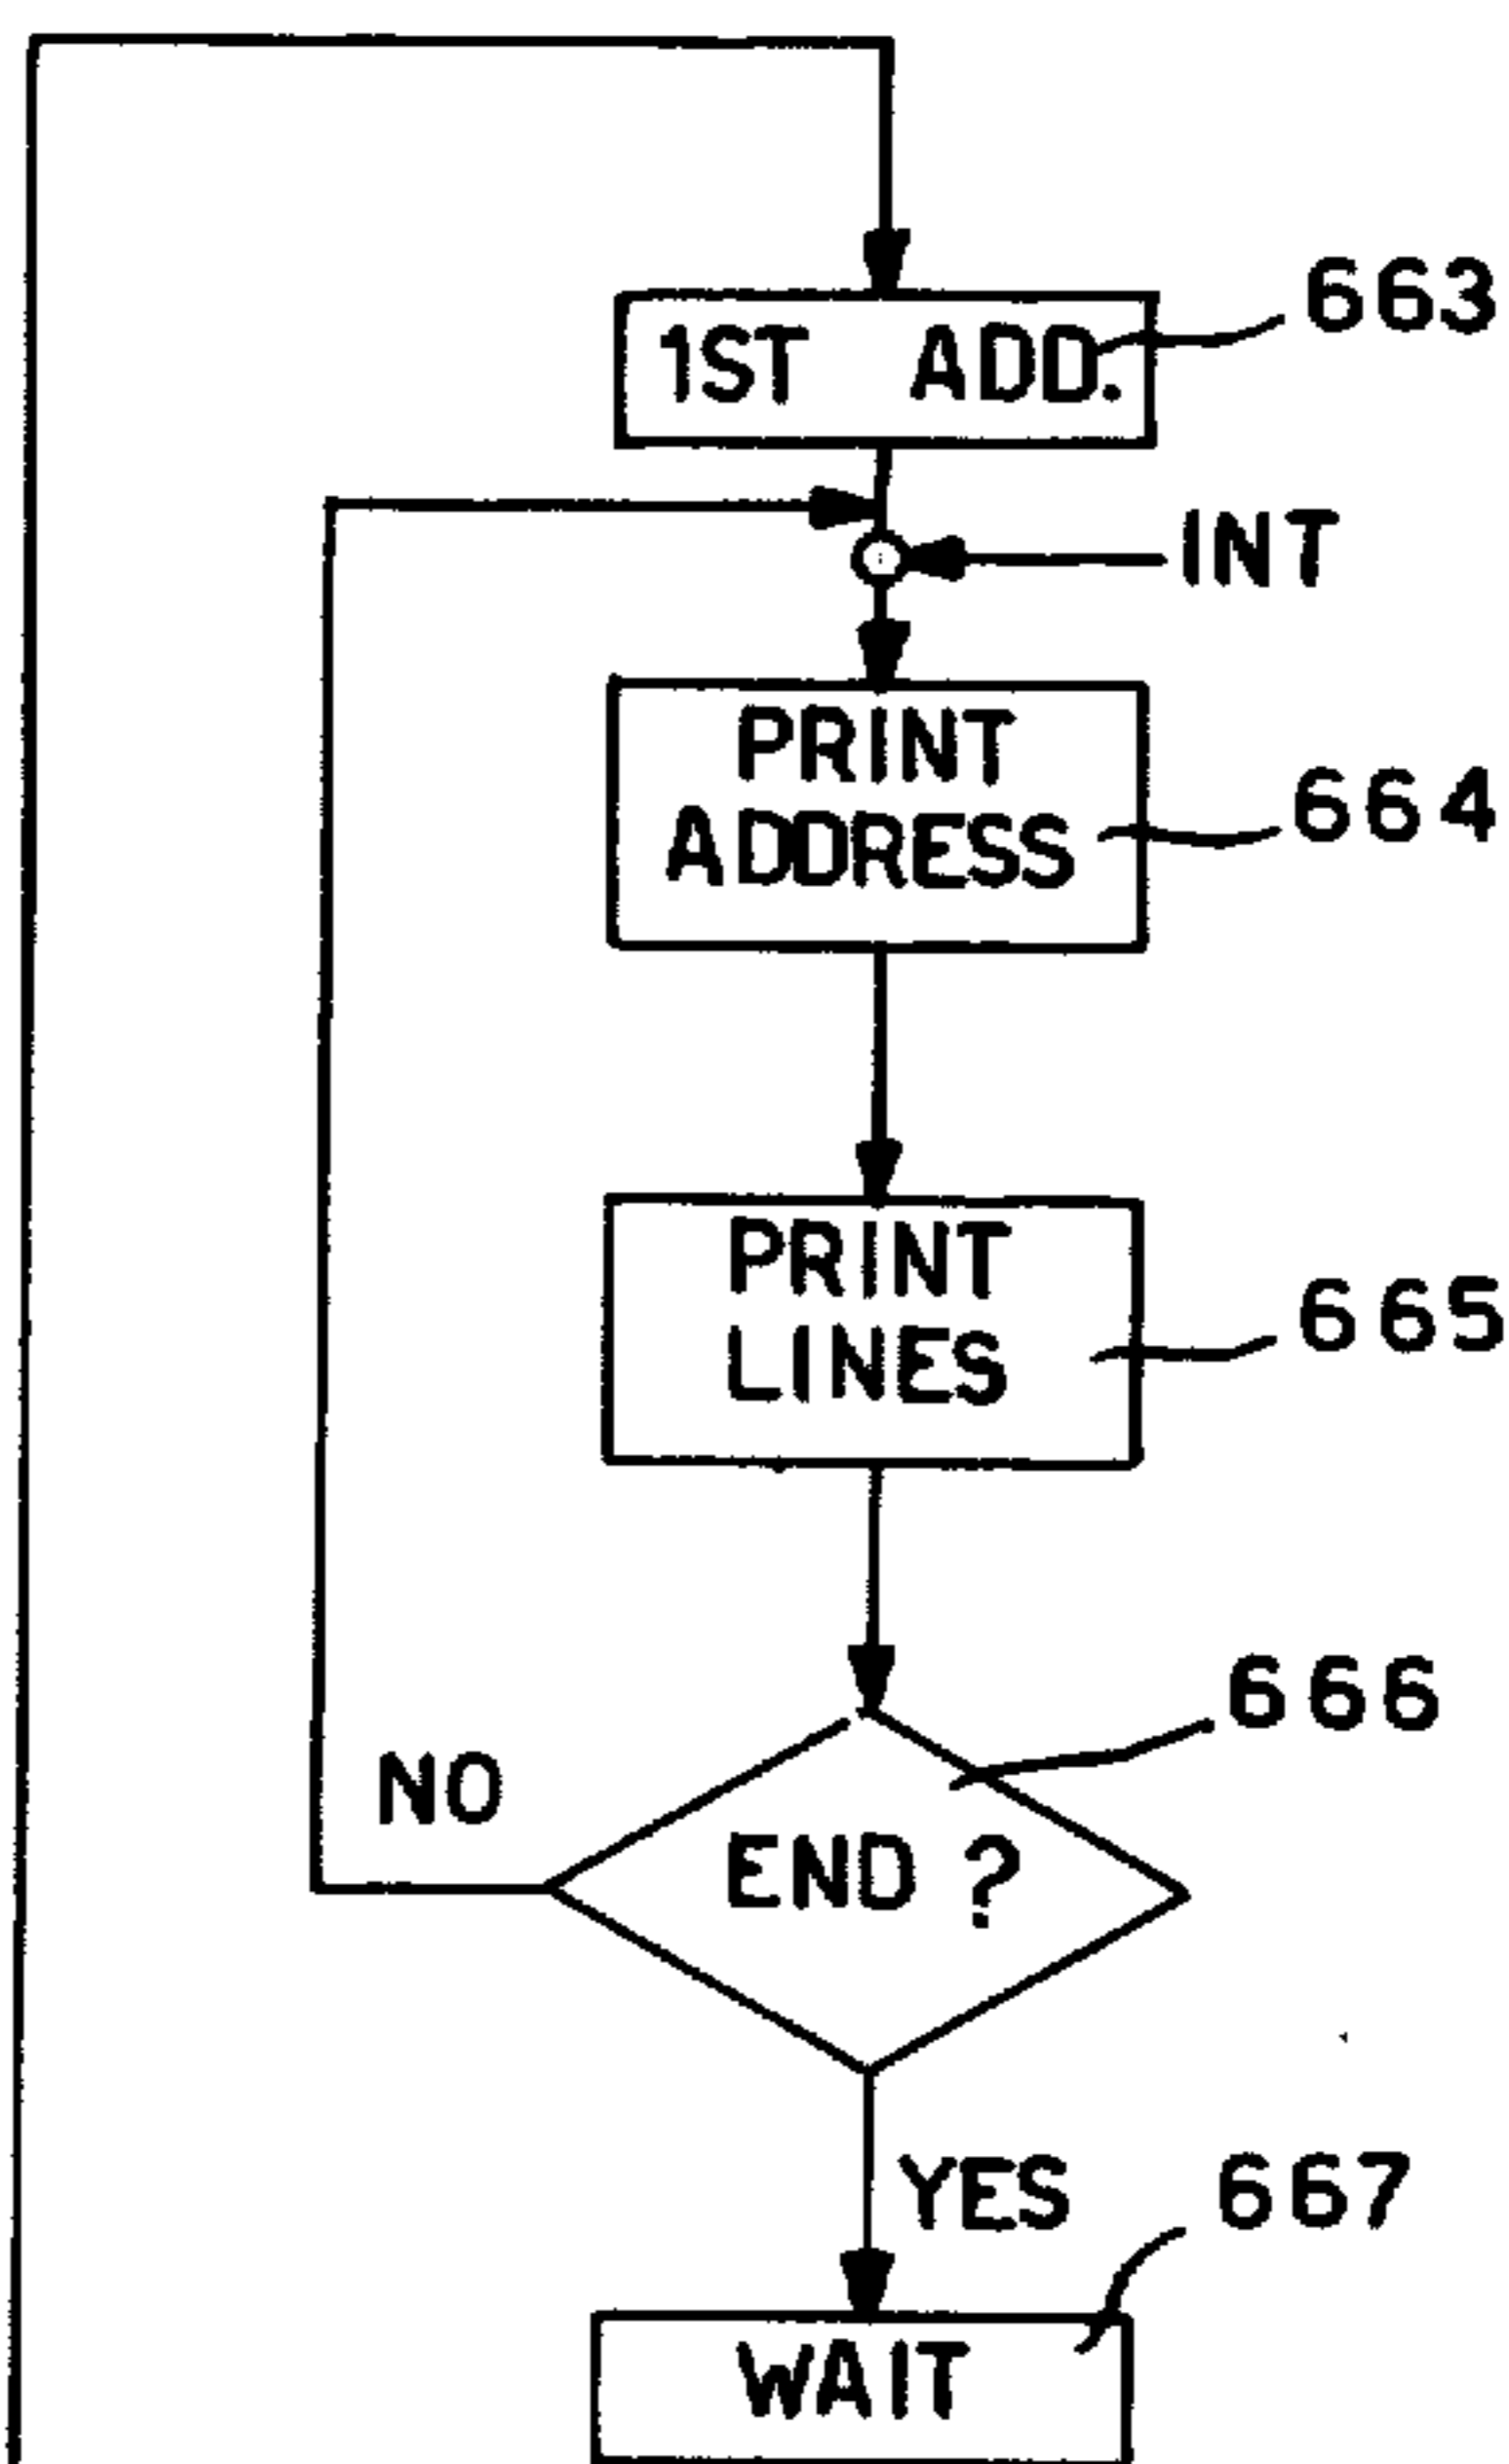 663
1ST ADD.
INT
PRINT
ADDRESS
664
PRINT
LINES
665
666
NO
END ?
YES
667
WAIT